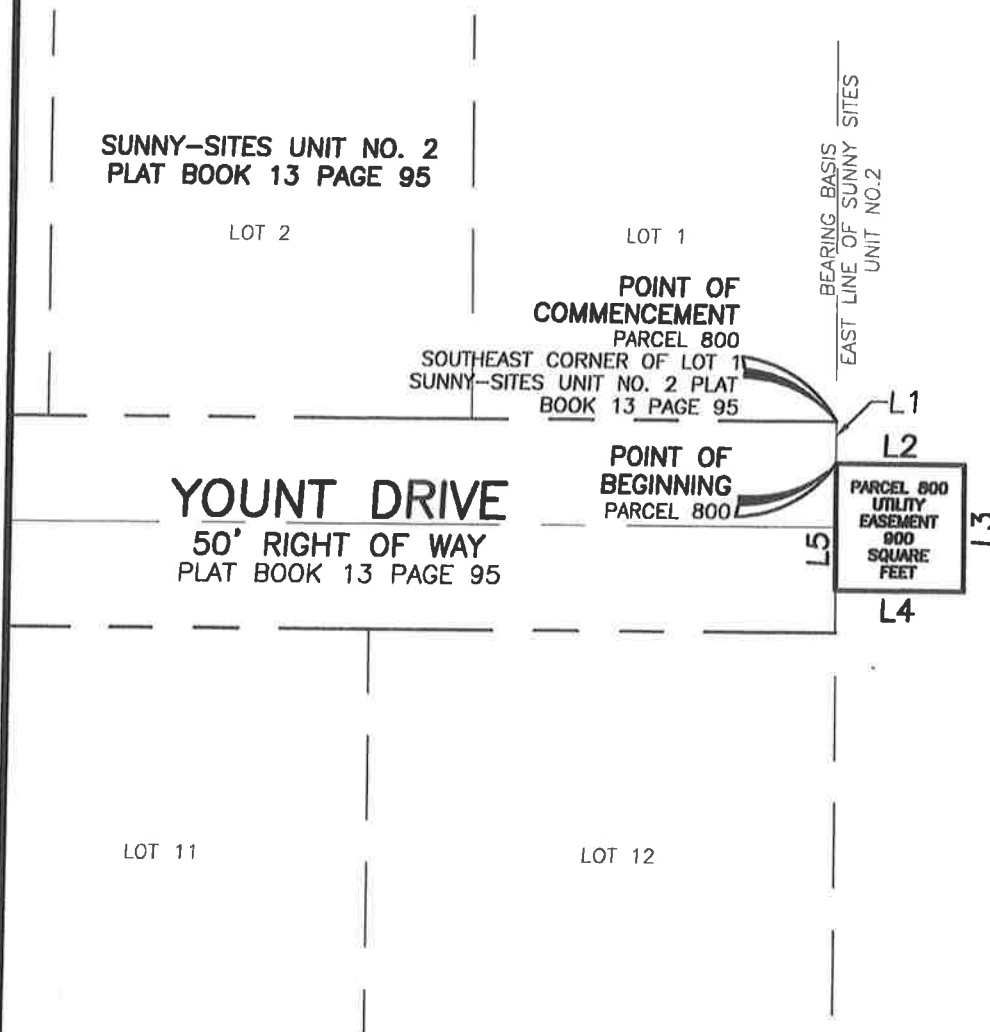 SUNNY-SITES UNIT NO. 2
PLAT BOOK 13 PAGE 95
LOT 2
LOT 1
BEARING BASIS
EAST LINE OF SUNNY SITES
UNIT NO.2
POINT OF
COMMENCEMENT
PARCEL 800
SOUTHEAST CORNER OF LOT 1
SUNNY-SITES UNIT NO. 2 PLAT
BOOK 13 PAGE 95
L1
L2
POINT OF
BEGINNING
PARCEL 800
YOUNT DRIVE
50' RIGHT OF WAY
PLAT BOOK 13 PAGE 95
L5
PARCEL 800
UTILITY
EASEMENT
900
SQUARE
FEET
L3
L4
LOT 11
LOT 12